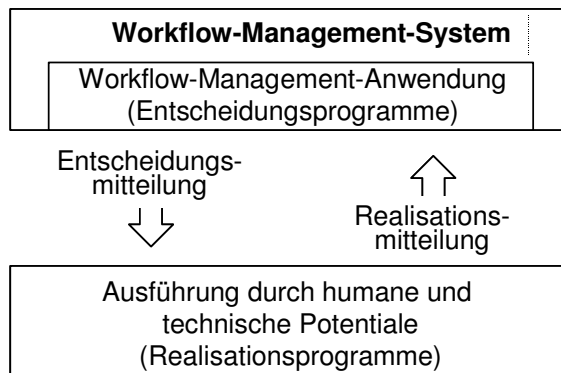 Workflow-Management-System
Workflow-Management-Anwendung
(Entscheidungsprogramme)
Entscheidungs-
mitteilung
Realisations-
mitteilung
Ausführung durch humane und
technische Potentiale
(Realisationsprogramme)